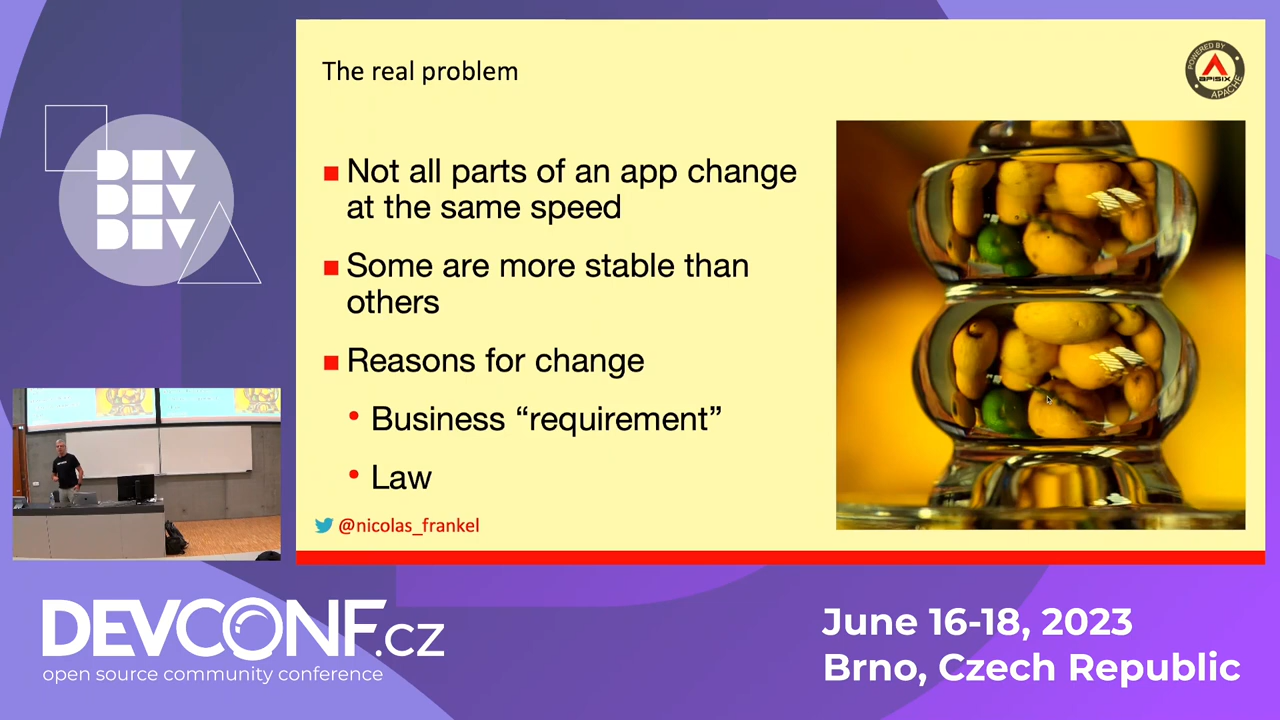 The real problem
POWERED BY
APISIX
APACHE
Not all parts of an app change
at the same speed
Some are more stable than
others
Reasons for change
Business “requirement”
Law
@nicolas_frankel
DEV
DEV
DEV
DEVCONF.cz
open source community conference
June 16-18, 2023
Brno, Czech Republic